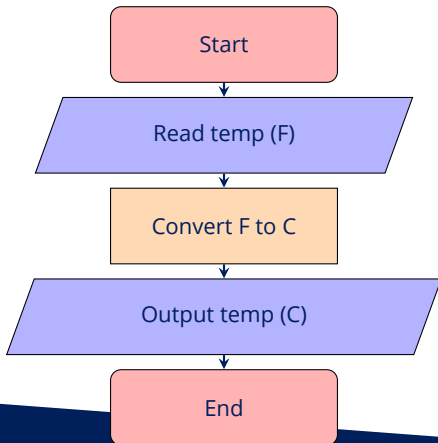 Start
Read temp (F)
Convert F to C
Output temp (C)
End